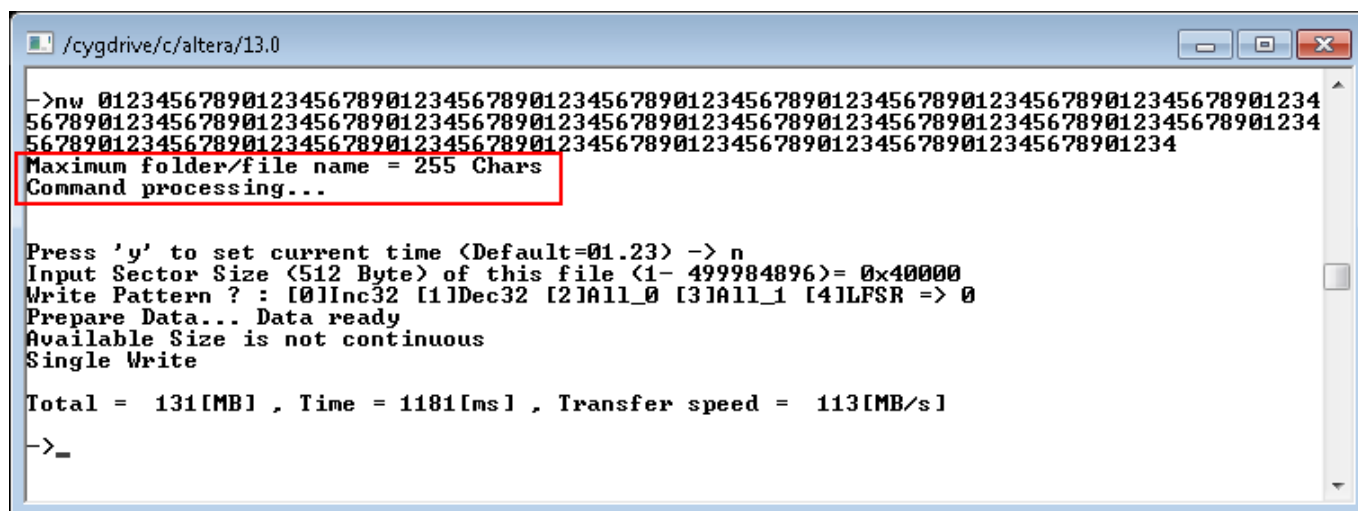 /cygdrive/c/altera/13.0
->nw 0123456789012345678901234567890123456789012345678901234567890123456789012345678901234
567890123456789012345678901234567890123456789012345678901234567890123456789012345678901234
56789012345678901234567890123456789012345678901234567890123456789012345678901234
Maximum folder/file name = 255 Chars
Command processing...
Press 'y' to set current time (Default=01.23) -> n
Input Sector Size (512 Byte) of this file (1- 499984896)= 0x40000
Write Pattern ? : [0]Inc32 [1]Dec32 [2]All_0 [3]All_1 [4]LFSR => 0
Prepare Data... Data ready
Available Size is not continuous
Single Write
Total =  131[MB] , Time = 1181[ms] , Transfer speed =  113[MB/s]
->_